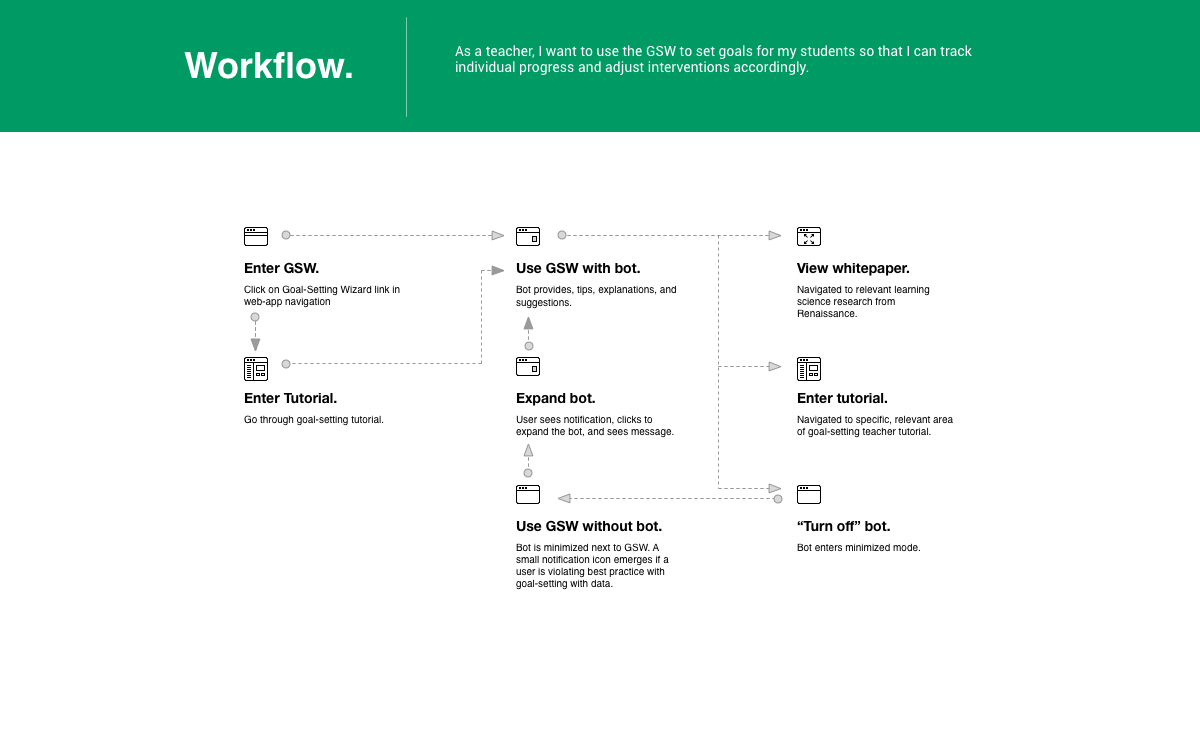 Workflow.
As a teacher, I want to use the GSW to set goals for my students so that I can track
individual progress and adjust interventions accordingly.
Enter GSW.
Click on Goal-Setting Wizard link in
web-app navigation
Use GSW with bot.
Bot provides, tips, explanations, and
suggestions.
View whitepaper.
Navigated to relevant learning
science research from
Renaissance.
Enter Tutorial.
Go through goal-setting tutorial.
Expand bot.
User sees notification, clicks to
expand the bot, and sees message.
Enter tutorial.
Navigated to specific, relevant area
of goal-setting teacher tutorial.
Use GSW without bot.
Bot is minimized next to GSW. A
small notification icon emerges if a
user is violating best practice with
goal-setting with data.
“Turn off” bot.
Bot enters minimized mode.